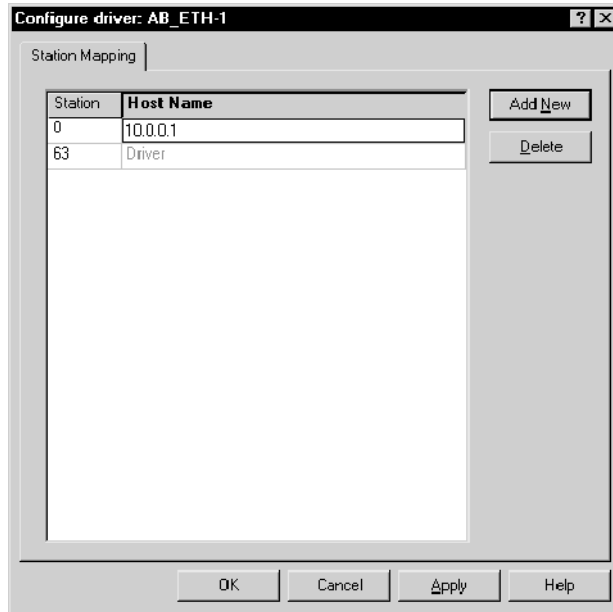 Configure driver: AB_ETH-1 ? X
Station Mapping
Station Host Name
0 10.0.0.1
63 Driver
Add New
Delete
OK Cancel Apply Help